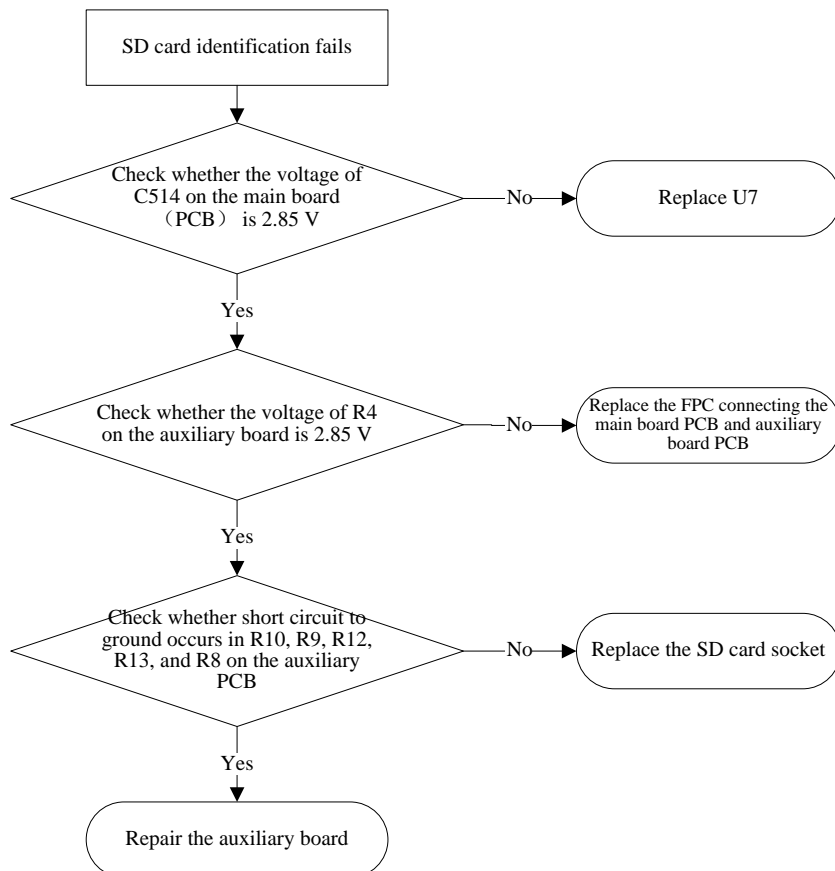 SD card identification fails
Check whether the voltage of
C514 on the main board
（PCB） is 2.85 V
No
Replace U7
Yes
Check whether the voltage of R4
on the auxiliary board is 2.85 V
No
Replace the FPC connecting the
main board PCB and auxiliary
board PCB
Yes
Check whether short circuit to
ground occurs in R10, R9, R12,
R13, and R8 on the auxiliary
PCB
No
Replace the SD card socket
Yes
Repair the auxiliary board